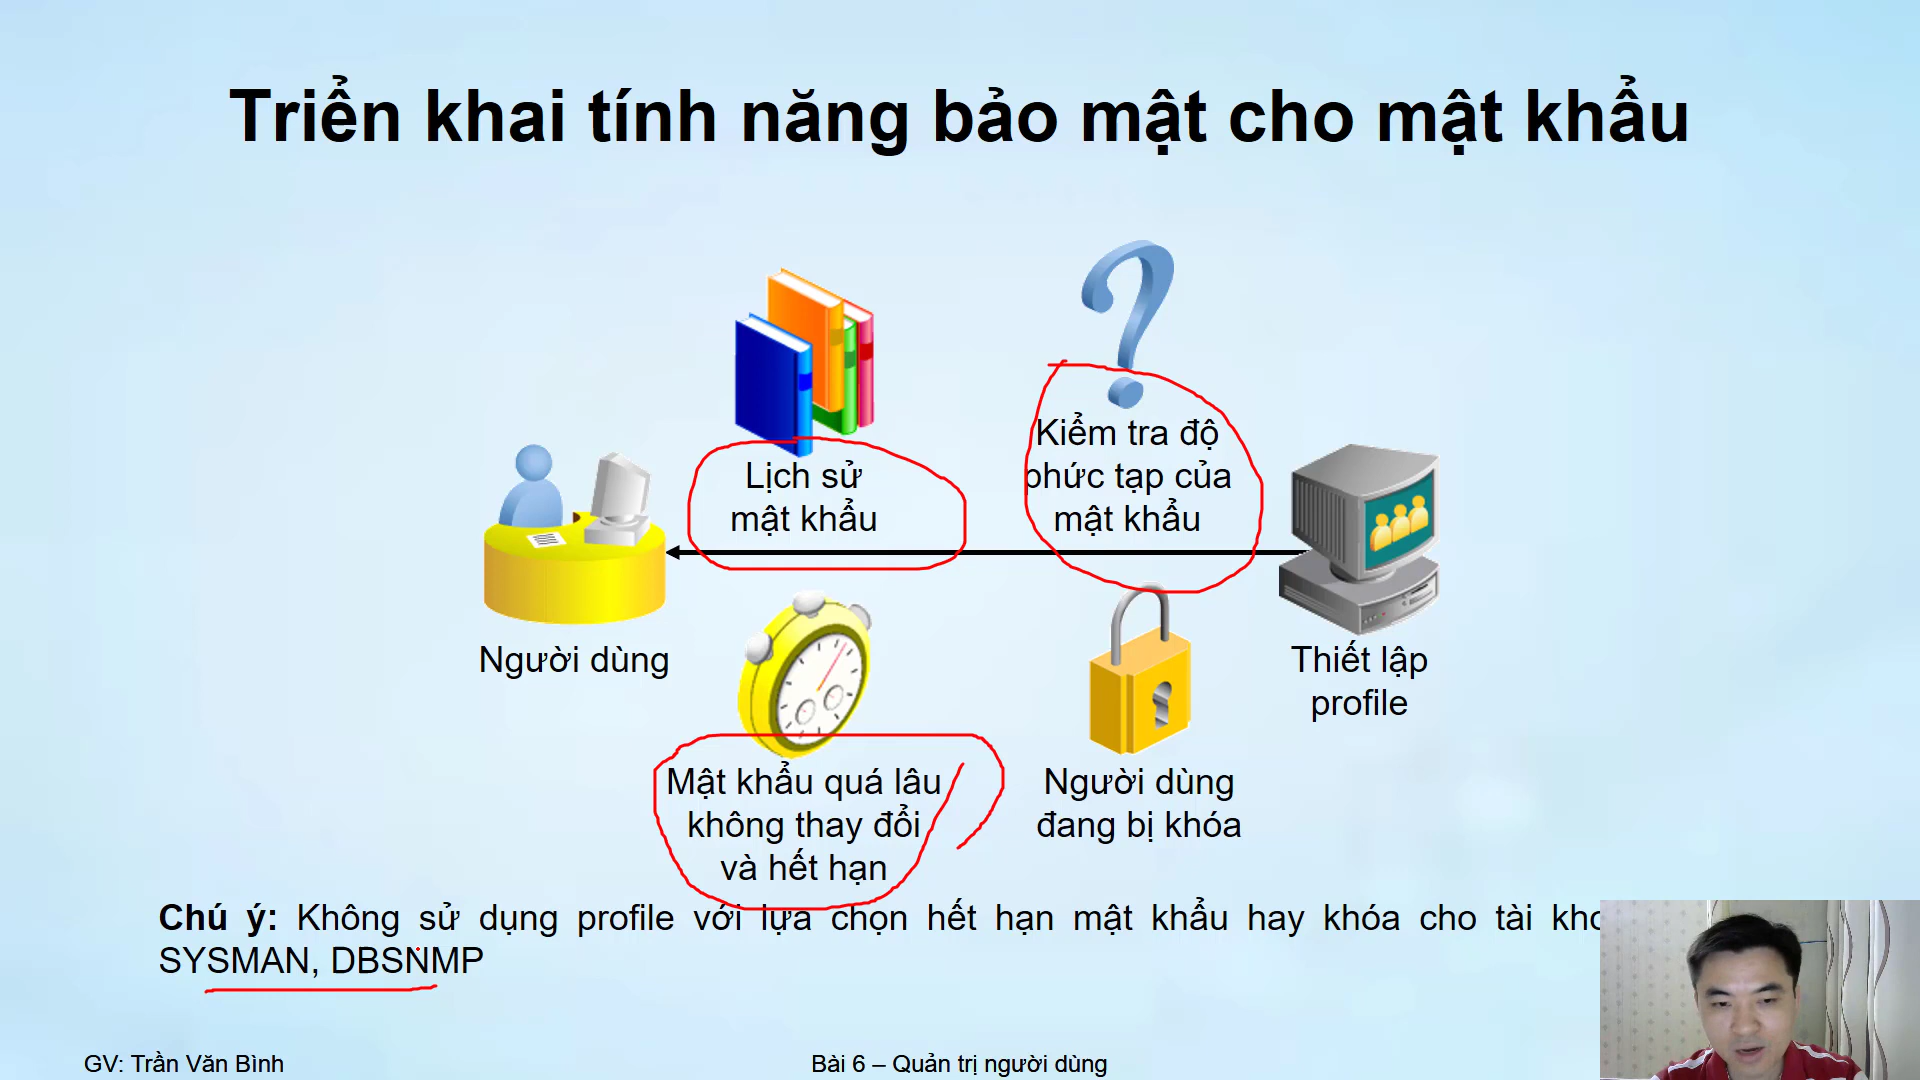 Triển khai tính năng bảo mật cho mật khẩu
Lịch sử
mật khẩu
Kiểm tra độ
phức tạp của
mật khẩu
Người dùng
Thiết lập
profile
Mật khẩu quá lâu
không thay đổi
và hết hạn
Người dùng
đang bị khóa
Chú ý: Không sử dụng profile với lựa chọn hết hạn mật khẩu hay khóa cho tài
SYSMAN, DBSNMP
GV: Trần Văn Bình
Bài 6 – Quản trị người dùng